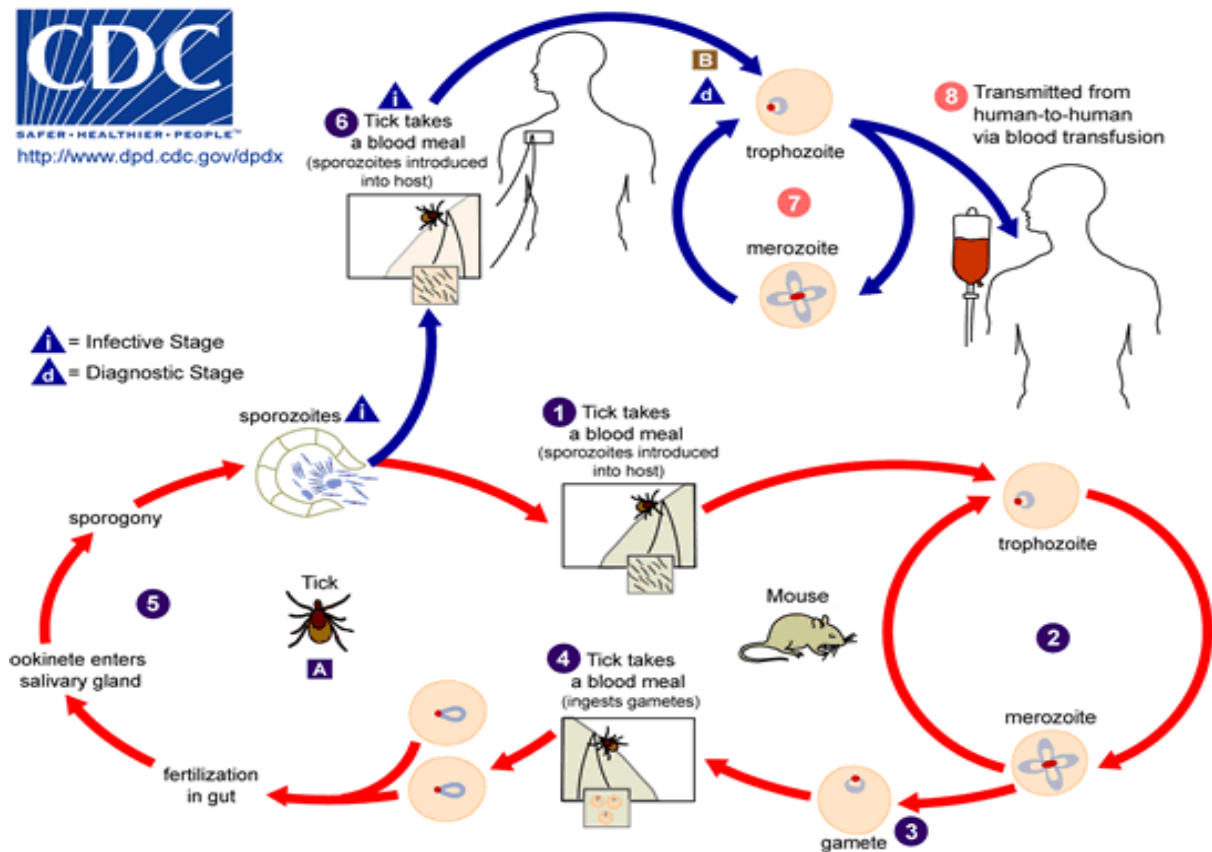 CDC
SAFER • HEALTHIER • PEOPLE™
http://www.dpd.cdc.gov/dpdx
i
6 Tick takes
a blood meal
(sporozoites introduced
into host)
B
d
trophozoite
7
merozoite
8 Transmitted from
human-to-human
via blood transfusion
i = Infective Stage
d = Diagnostic Stage
sporozoites i
1 Tick takes
a blood meal
(sporozoites introduced
into host)
trophozoite
sporogony
5
Tick
A
Mouse
2
ookinete enters
salivary gland
4 Tick takes
a blood meal
(ingests gametes)
merozoite
fertilization
in gut
gamete
3